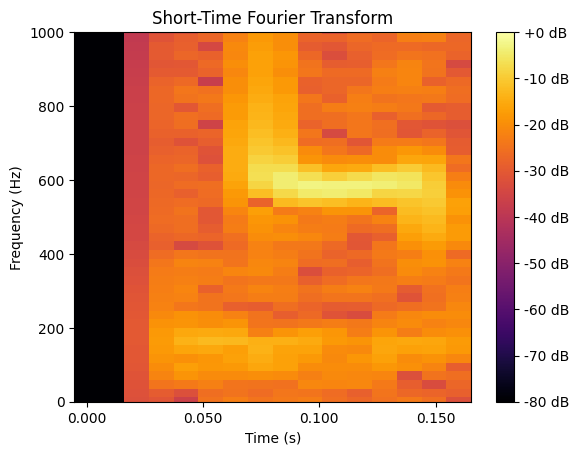 Short-Time Fourier Transform
Frequency (Hz)
1000
800
600
400
200
0
0.000
0.050
0.100
0.150
Time (s)
+0 dB
-10 dB
-20 dB
-30 dB
-40 dB
-50 dB
-60 dB
-70 dB
-80 dB